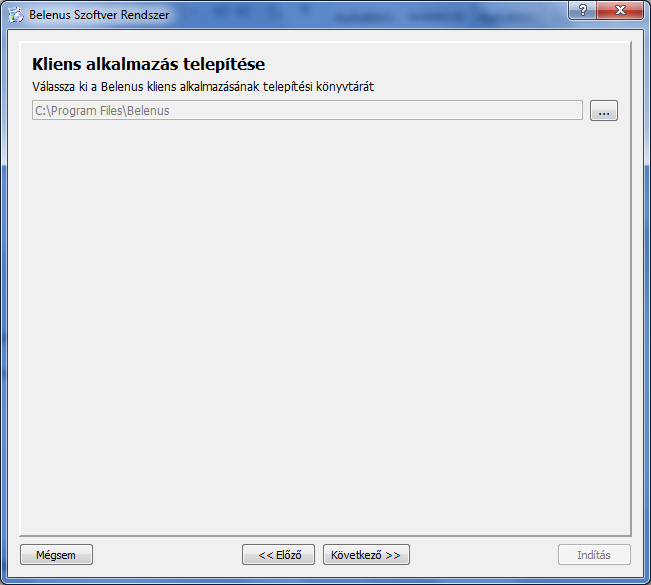 Belenus Szoftver Rendszer
?
Kliens alkalmazás telepítése
Válassza ki a Belenus kliens alkalmazásának telepítési könyvtárát
C:\Program Files\Belenus
...
Mégsem
<< Előző
Következő >>
Indítás